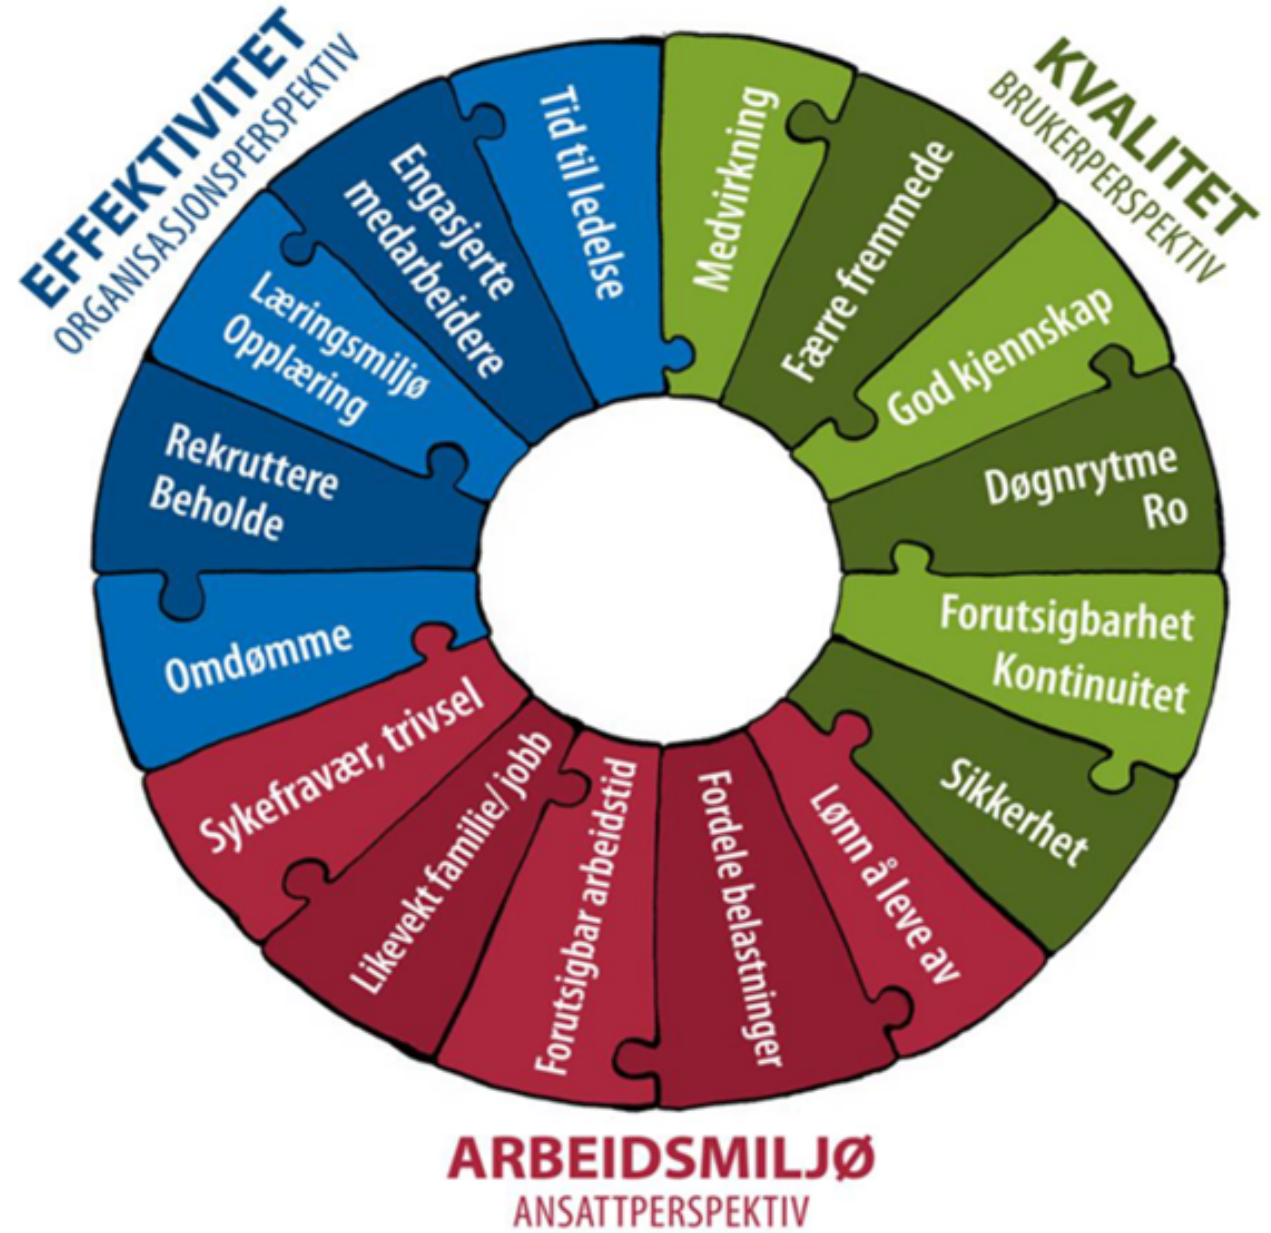 EFFEKTIVITET
ORGANISASJONSPERSPEKTIV
KVALITET
BRUKERPERSPEKTIV
Medvirkning
Færre fremmede
God kjennskap
Døgnrytme
Ro
Forutsigbarhet
Kontinuitet
Sikkerhet
Lønn å leve av
Fordele belastninger
Forutsigbar arbeidstid
Likevekt familie/ jobb
Sykefravær, trivsel
Omdømme
Rekruttere
Beholde
Læringsmiljø
Opplæring
Engasjerte
medarbeidere
Tid til ledelse
ARBEIDSMILJØ
ANSATTPERSPEKTIV